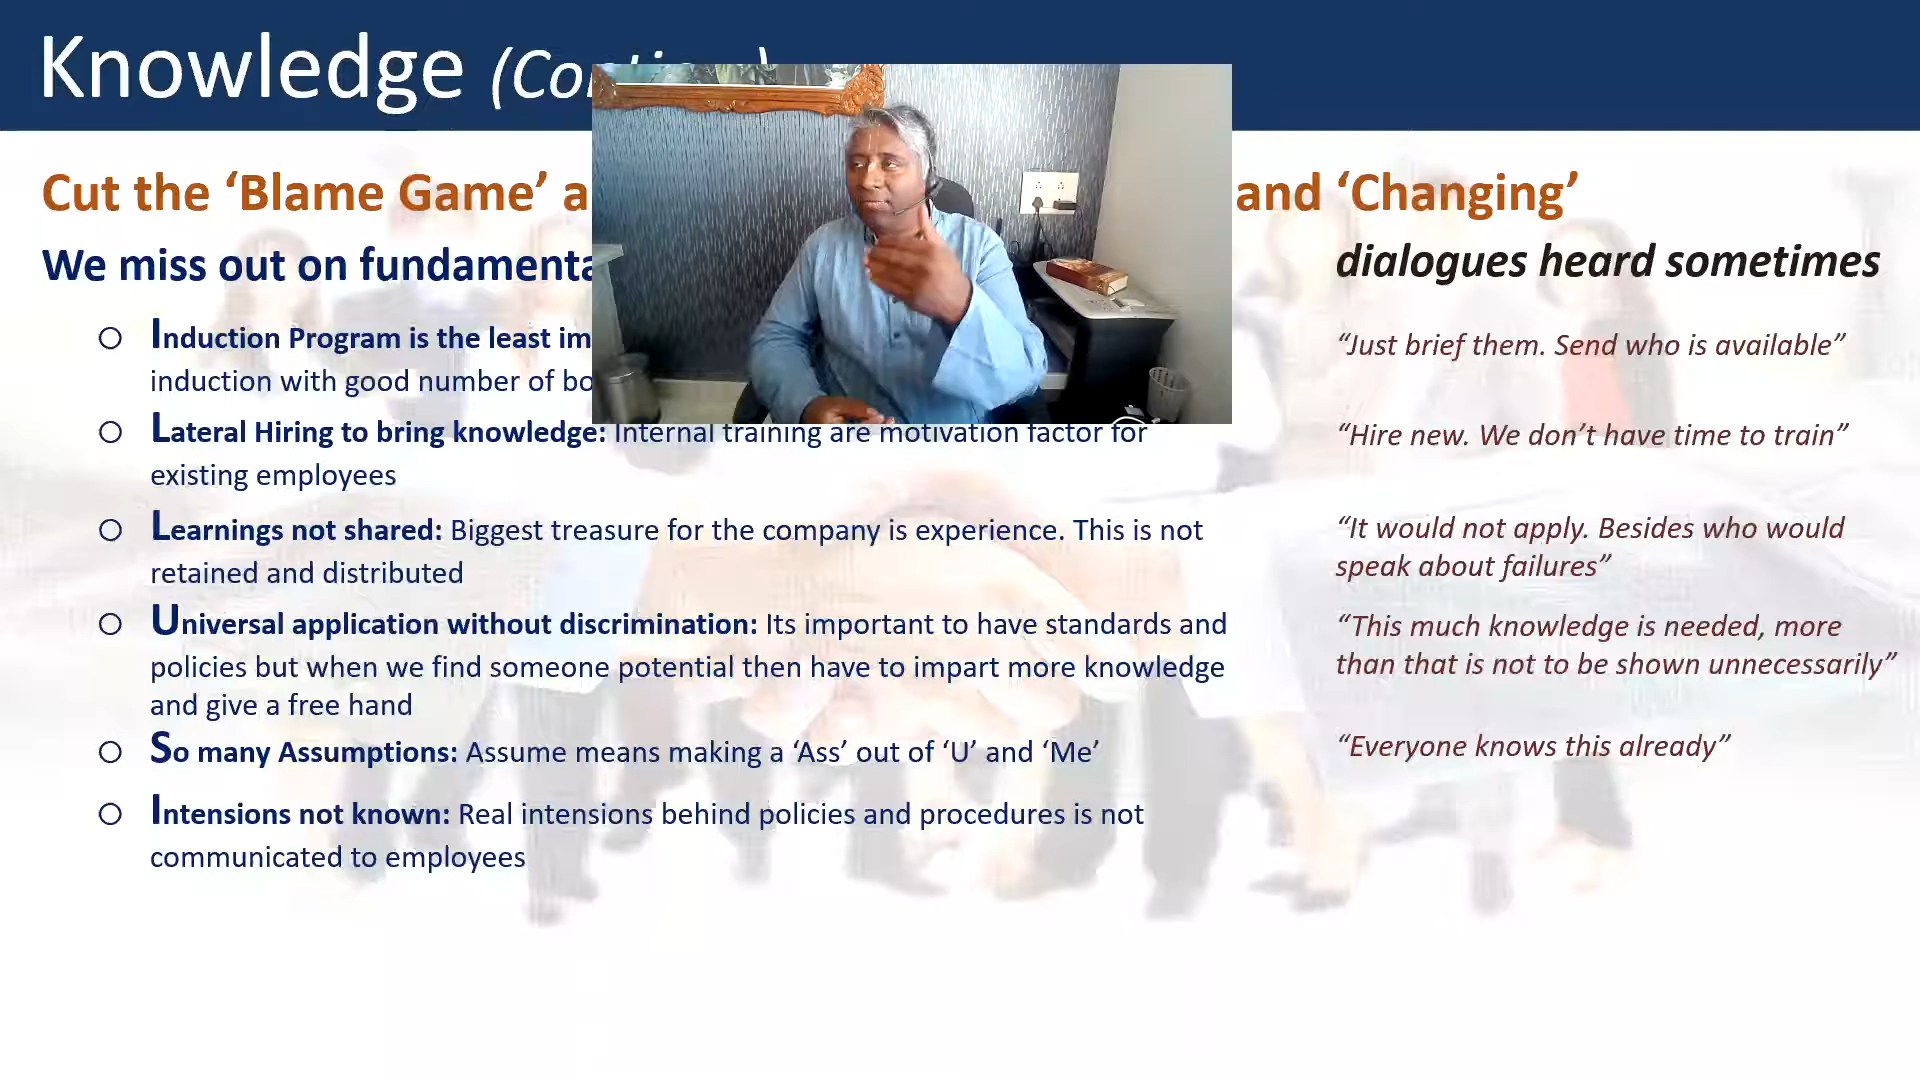 Knowledge
Cut the ‘Blame Game’
and ‘Changing’
We miss out on
dialogues heard sometimes
Induction Program is the least
“Just brief them. Send who is available”
induction with good number of
Lateral Hiring to bring knowledge: Internal training are motivation factor for
“Hire new. We don’t have time to train”
existing employees
Learnings not shared: Biggest treasure for the company is experience. This is not
“It would not apply. Besides who would
retained and distributed
speak about failures”
Universal application without discrimination: Its important to have standards and
“This much knowledge is needed, more
policies but when we find someone potential then have to impart more knowledge
than that is not to be shown unnecessarily”
and give a free hand
So many Assumptions: Assume means making a ‘Ass’ out of ‘U’ and ‘Me’
“Everyone knows this already”
Intensions not known: Real intensions behind policies and procedures is not
communicated to employees